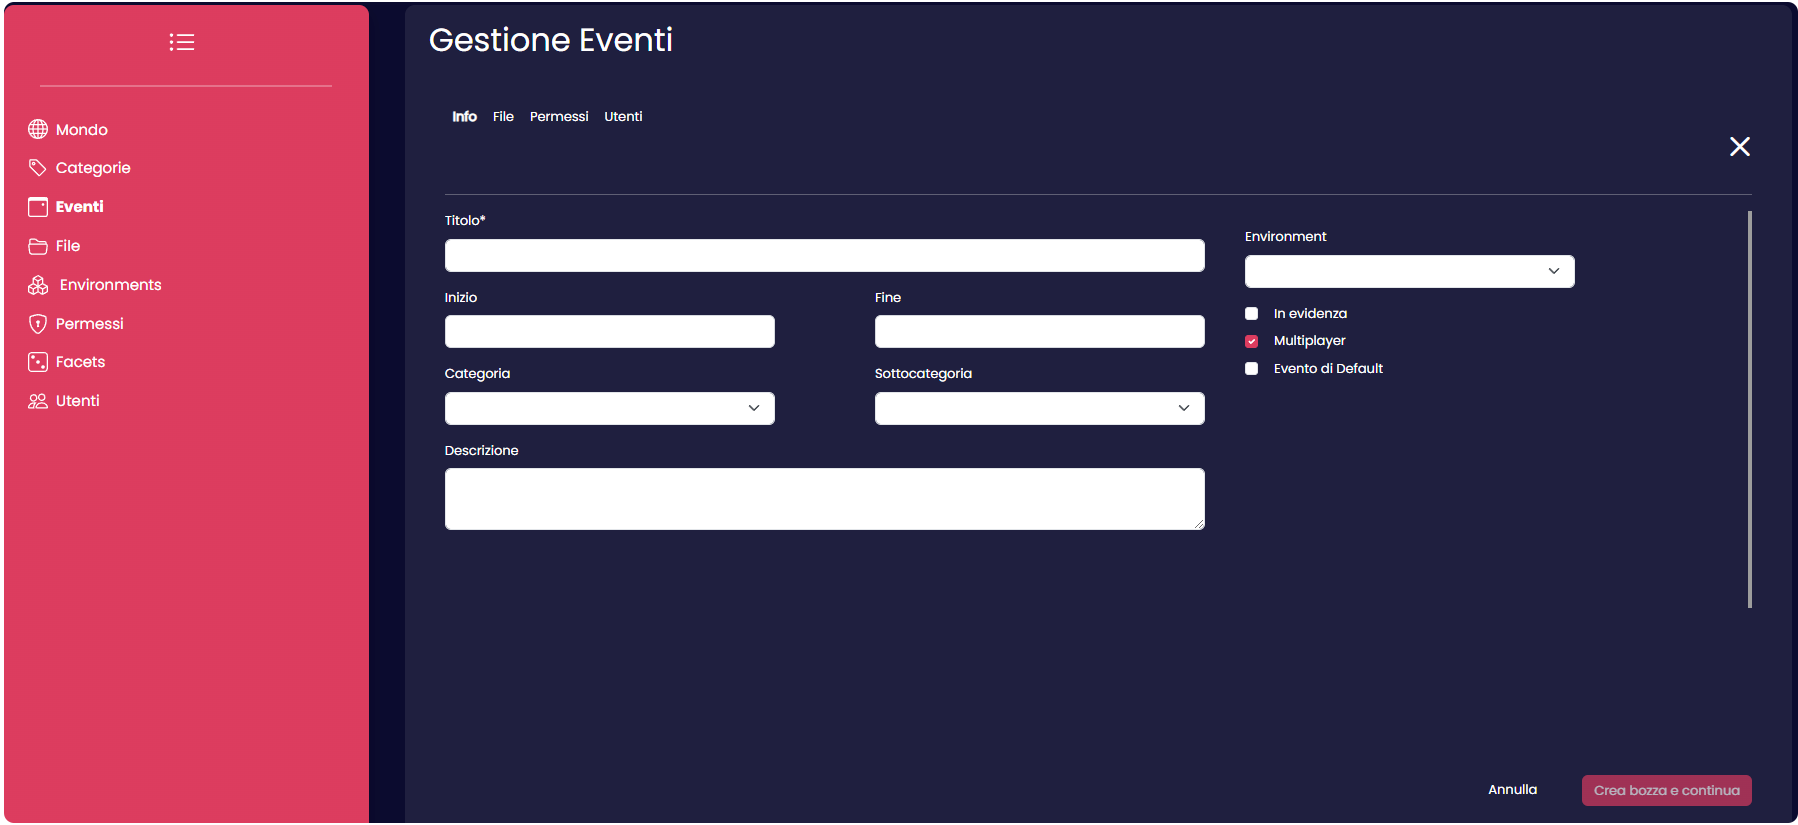 Gestione Eventi
Mondo
Categorie
Eventi
File
Environments
Permessi
Facets
Utenti
Info File Permessi Utenti
Titolo*
Inizio
Fine
Categoria
Sottocategoria
Descrizione
Environment
In evidenza
Multiplayer
Evento di Default
Annulla
Crea bozza e continua